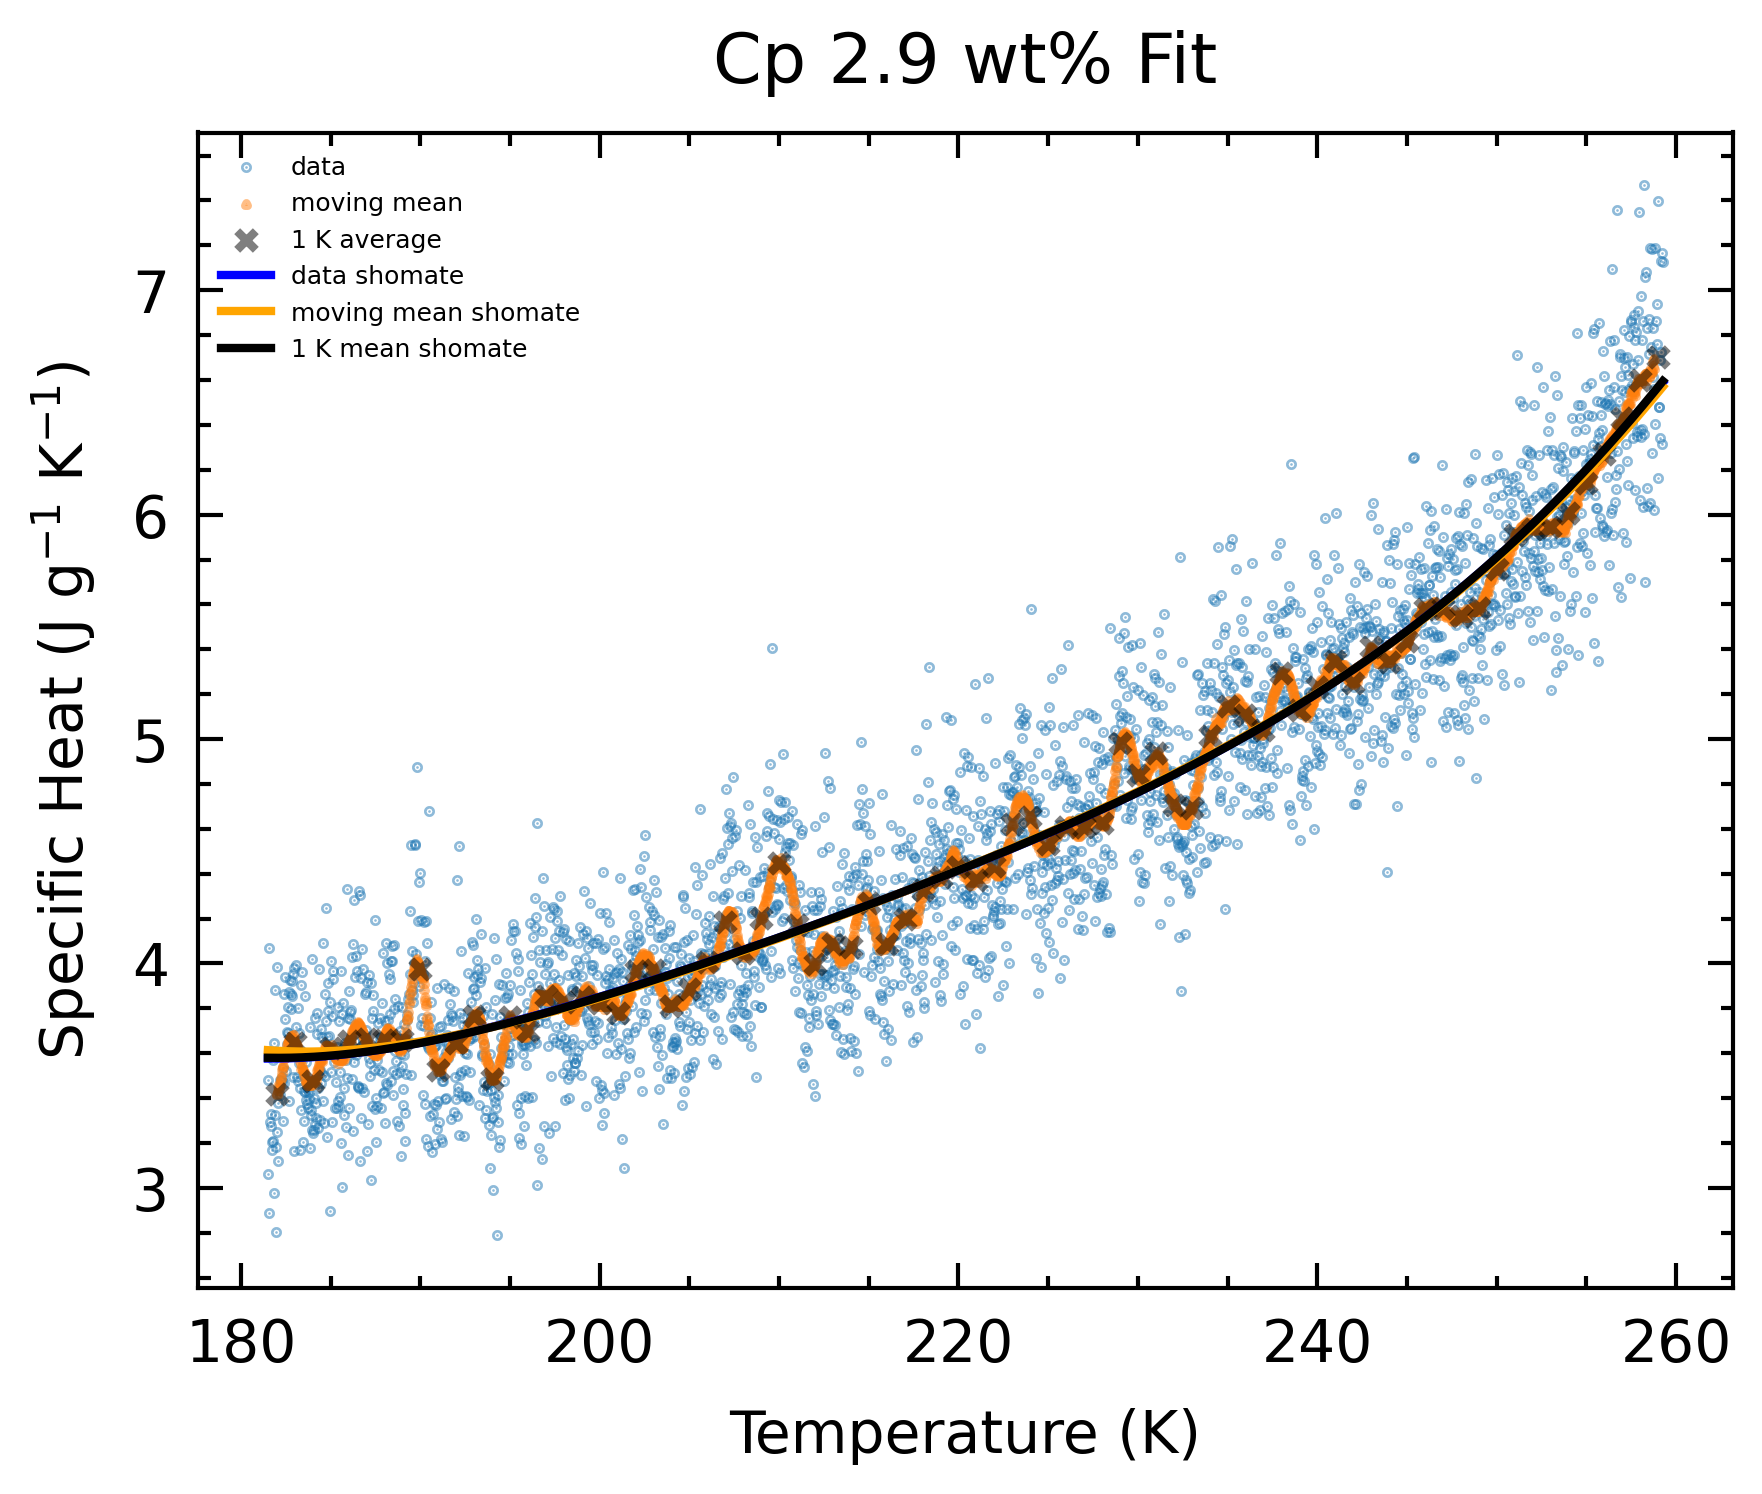 Cp 2.9 wt% Fit
data
moving mean
1 K average
data shomate
moving mean shomate
1 K mean shomate
Specific Heat (J g⁻¹ K⁻¹)
7
6
5
4
3
180 200 220 240 260
Temperature (K)